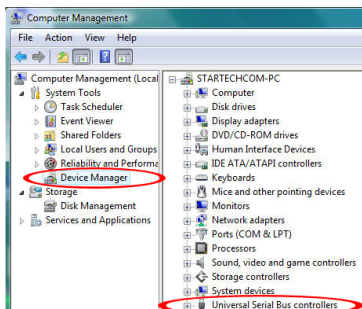 Computer Management
File Action View Help
Computer Management (Local
System Tools
Task Scheduler
Event Viewer
Shared Folders
Local Users and Groups
Reliability and Performa
Device Manager
Storage
Disk Management
Services and Applications
STARTECHCOM-PC
Computer
Disk drives
Display adapters
DVD/CD-ROM drives
Human Interface Devices
IDE ATA/ATAPI controllers
Keyboards
Mice and other pointing devices
Monitors
Network adapters
Ports (COM & LPT)
Processors
Sound, video and game controllers
Storage controllers
System devices
Universal Serial Bus controllers